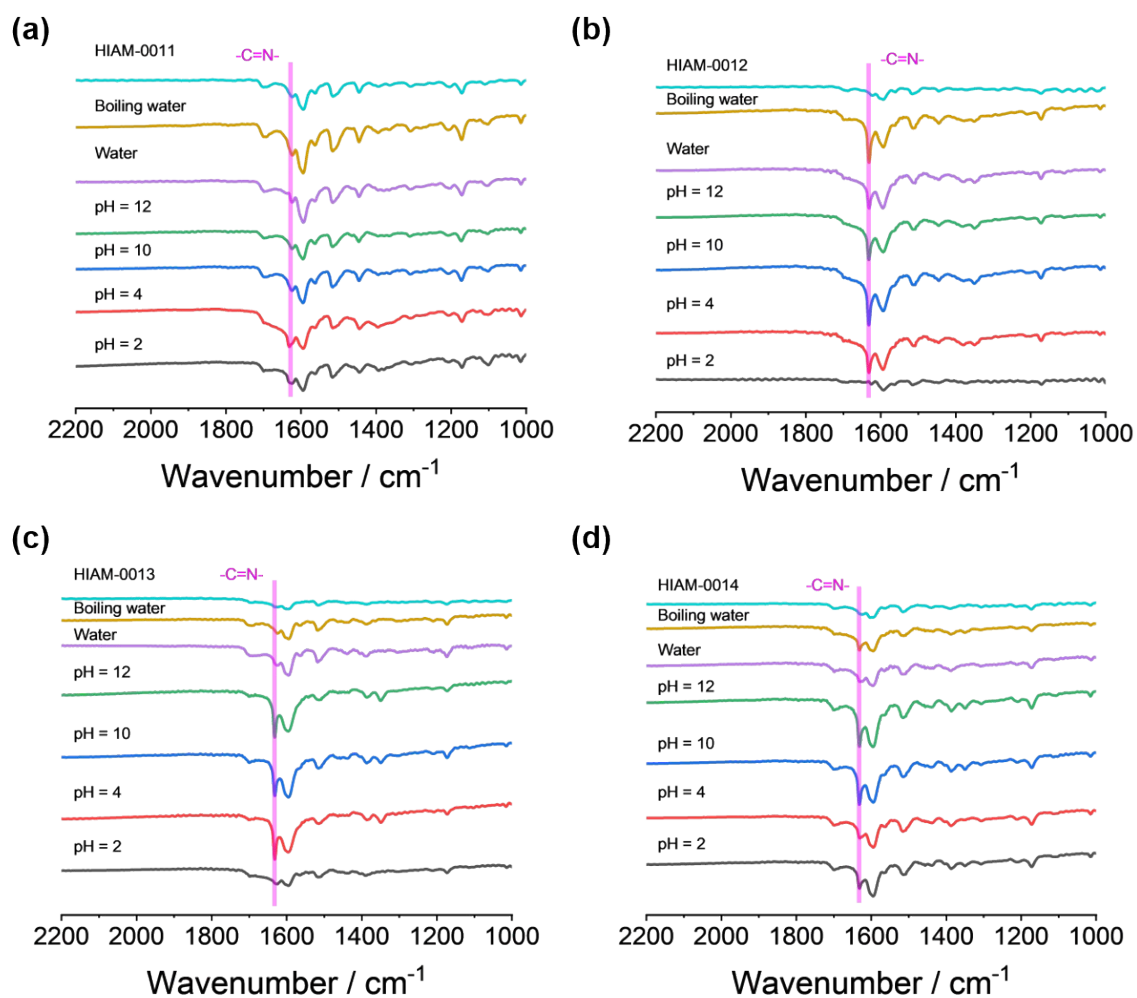 (a)
HIAM-0011
-C=N-
Boiling water
Water
pH = 12
pH = 10
pH = 4
pH = 2
2200 2000 1800 1600 1400 1200 1000
Wavenumber / cm⁻¹
(b)
HIAM-0012
-C=N-
Boiling water
Water
pH = 12
pH = 10
pH = 4
pH = 2
2200 2000 1800 1600 1400 1200 1000
Wavenumber / cm⁻¹
(c)
HIAM-0013
-C=N-
Boiling water
Water
pH = 12
pH = 10
pH = 4
pH = 2
2200 2000 1800 1600 1400 1200 1000
Wavenumber / cm⁻¹
(d)
HIAM-0014
-C=N-
Boiling water
Water
pH = 12
pH = 10
pH = 4
pH = 2
2200 2000 1800 1600 1400 1200 1000
Wavenumber / cm⁻¹